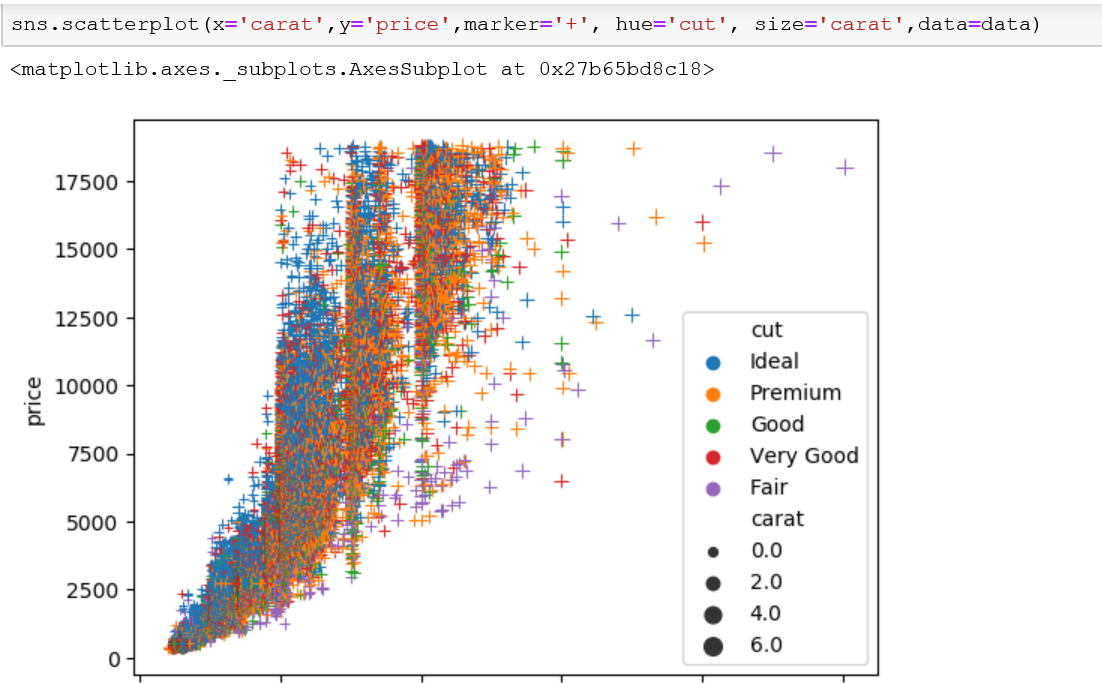 sns.scatterplot(x='carat',y='price',marker='+', hue='cut', size='carat',data=data)
<matplotlib.axes._subplots.AxesSubplot at 0x27b65bd8c18>
17500
15000
12500
10000
7500
5000
2500
0
price
cut
Ideal
Premium
Good
Very Good
Fair
carat
0.0
2.0
4.0
6.0